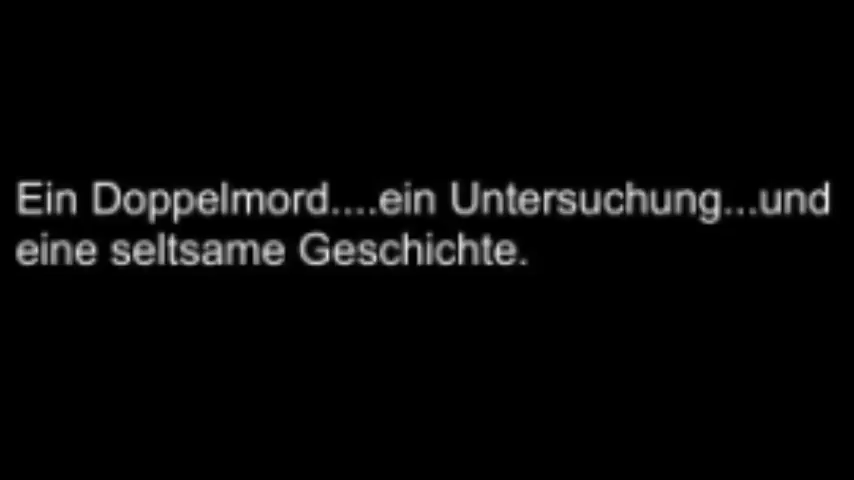 Ein Doppelmord....ein Untersuchung...und
eine seltsame Geschichte.